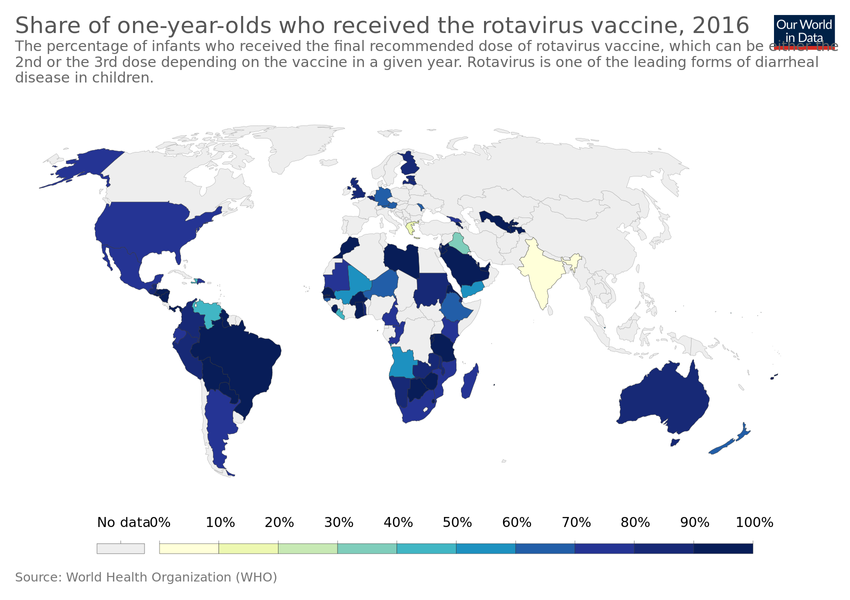 Share of one-year-olds who received the rotavirus vaccine, 2016
Our World
in Data
The percentage of infants who received the final recommended dose of rotavirus vaccine, which can be either the
2nd or the 3rd dose depending on the vaccine in a given year. Rotavirus is one of the leading forms of diarrheal
disease in children.
No data 0% 10% 20% 30% 40% 50% 60% 70% 80% 90% 100%
Source: World Health Organization (WHO)